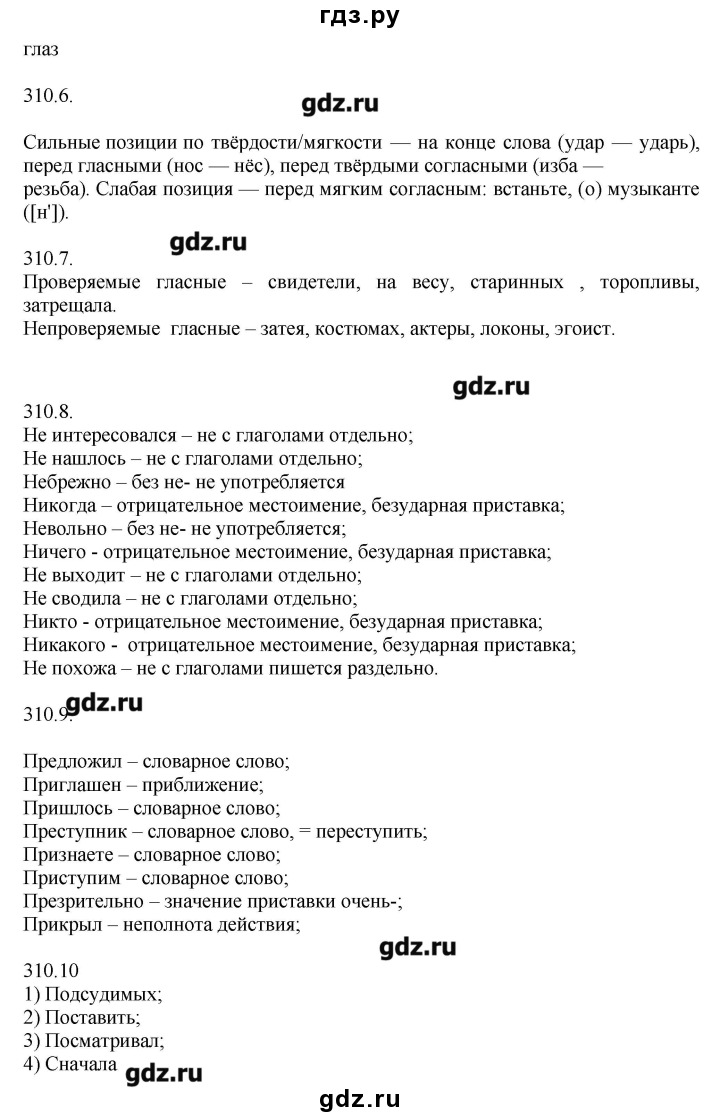 гдз.ру
глаз
310.6.
gdz.ru
Сильные позиции по твёрдости/мягкости — на конце слова (удар — ударь),
перед гласными (нос — нёс), перед твёрдыми согласными (изба —
резьба). Слабая позиция — перед мягким согласным: встаньте, (о) музыканте
([н']).
gdz.ru
310.7.
Проверяемые гласные – свидетели, на весу, старинных , торопливы,
затрещала.
Непроверяемые гласные – затея, костюмах, актеры, локоны, эгоист.
gdz.ru
310.8.
Не интересовался – не с глаголами отдельно;
Не нашлось – не с глаголами отдельно;
Небрежно – без не- не употребляется
Никогда – отрицательное местоимение, безударная приставка;
Невольно – без не- не употребляется;
Ничего - отрицательное местоимение, безударная приставка;
Не выходит – не с глаголами отдельно;
Не сводила – не с глаголами отдельно;
Никто - отрицательное местоимение, безударная приставка;
Никакого - отрицательное местоимение, безударная приставка;
Не похожа – не с глаголами пишется раздельно.
gdz.ru
310.9.
Предложил – словарное слово;
Приглашен – приближение;
Пришлось – словарное слово;
Преступник – словарное слово, = переступить;
Признаете – словарное слово;
Приступим – словарное слово;
Презрительно – значение приставки очень-;
Прикрыл – неполнота действия;
gdz.ru
310.10
1) Подсудимых;
2) Поставить;
3) Посматривал;
4) Сначала
gdz.ru
gdz.ru